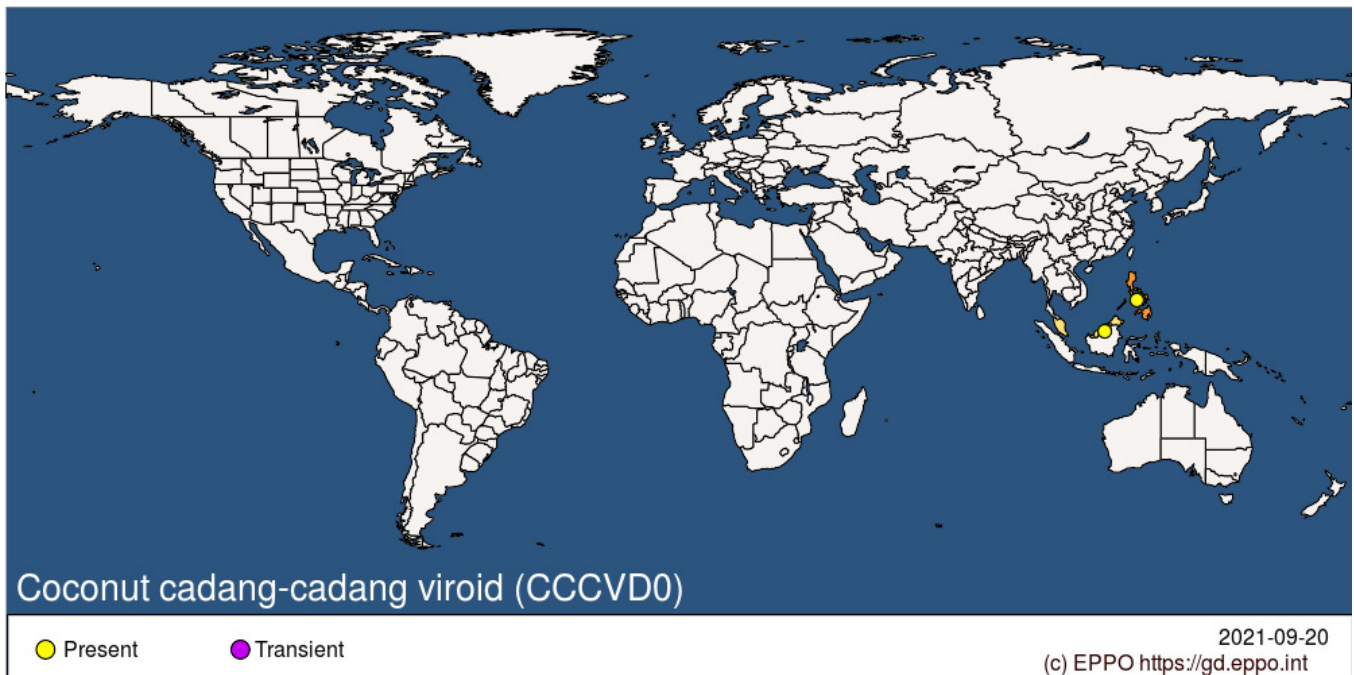 Coconut cadang-cadang viroid (CCCVD0)
Present
Transient
2021-09-20
(c) EPPO https://gd.eppo.int